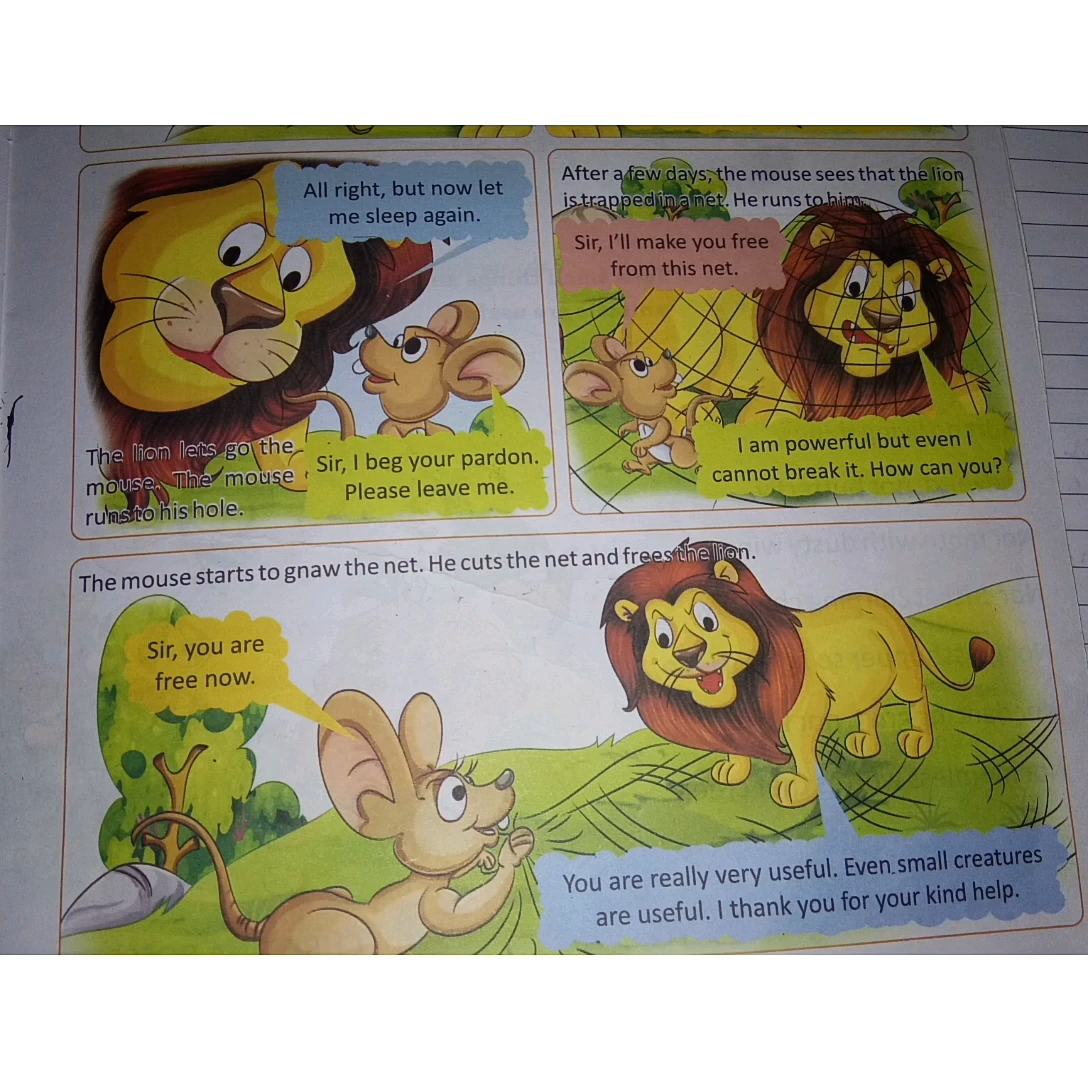 All right, but now let
me sleep again.
Sir, I beg your pardon.
Please leave me.
The lion lets go the
mouse. The mouse
runs to his hole.
After a few days, the mouse sees that the lion
is trapped in a net. He runs to him.
Sir, I'll make you free
from this net.
I am powerful but even I
cannot break it. How can you?
The mouse starts to gnaw the net. He cuts the net and frees the lion.
Sir, you are
free now.
You are really very useful. Even small creatures
are useful. I thank you for your kind help.